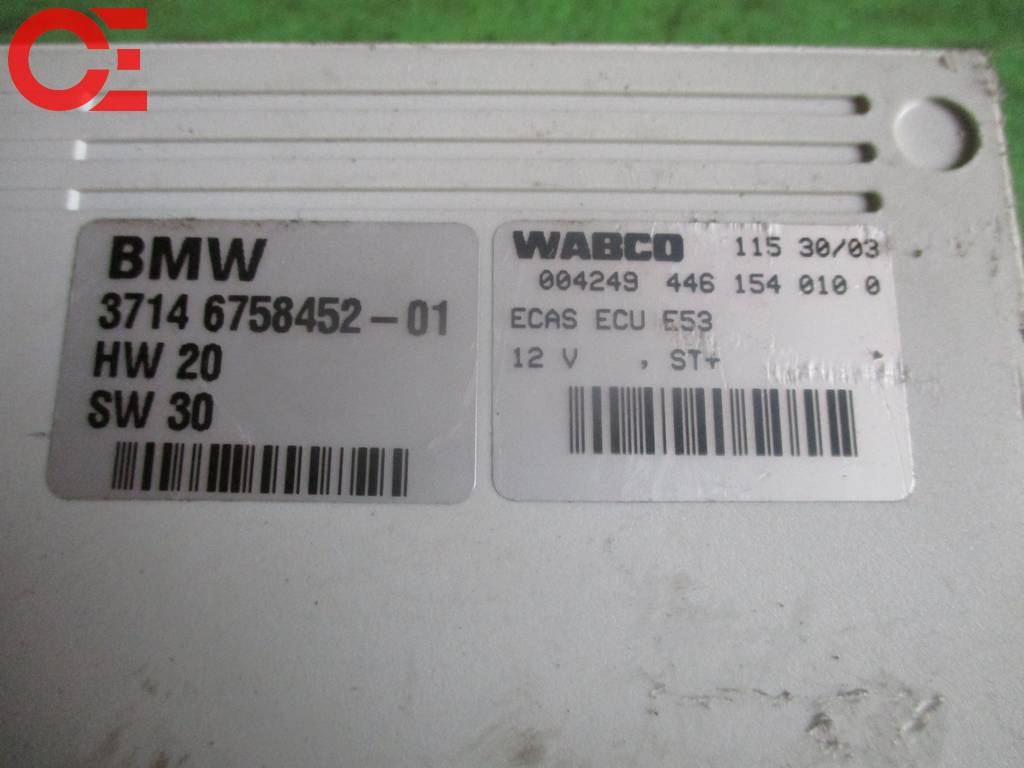 CE
BMW
3714 6758452-01
HW 20
SW 30
WABCO 115 30/03
004249 446 154 010 0
ECAS ECU E53
12 V , ST+